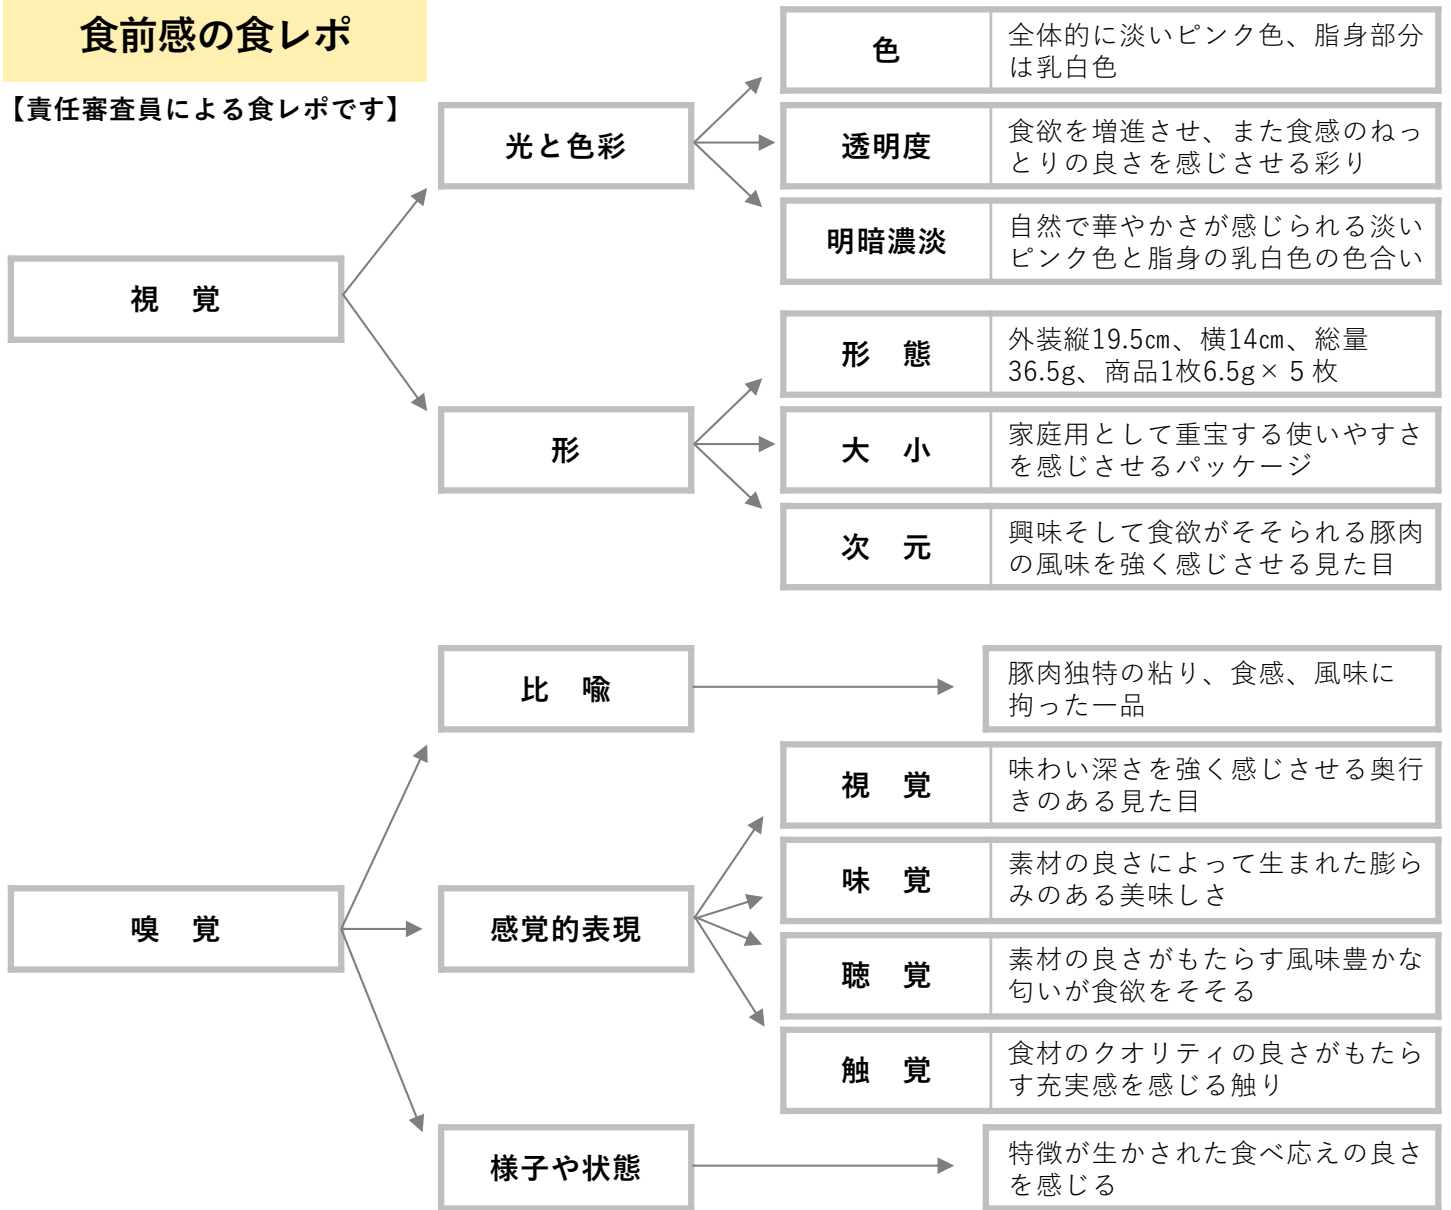 食前感の食レポ
【責任審査員による食レポです】
視　覚
光と色彩
色
全体的に淡いピンク色、脂身部分
は乳白色
透明度
食欲を増進させ、また食感のねっ
とりの良さを感じさせる彩り
明暗濃淡
自然で華やかさが感じられる淡い
ピンク色と脂身の乳白色の色合い
形
形　態
外装縦19.5㎝、横14㎝、総量
36.5g、商品1枚6.5g×５枚
大　小
家庭用として重宝する使いやすさ
を感じさせるパッケージ
次　元
興味そして食欲がそそられる豚肉
の風味を強く感じさせる見た目
嗅　覚
比　喩
豚肉独特の粘り、食感、風味に
拘った一品
感覚的表現
視　覚
味わい深さを強く感じさせる奥行
きのある見た目
味　覚
素材の良さによって生まれた膨ら
みのある美味しさ
聴　覚
素材の良さがもたらす風味豊かな
匂いが食欲をそそる
触　覚
食材のクオリティの良さがもたら
す充実感を感じる触り
様子や状態
特徴が生かされた食べ応えの良さ
を感じる